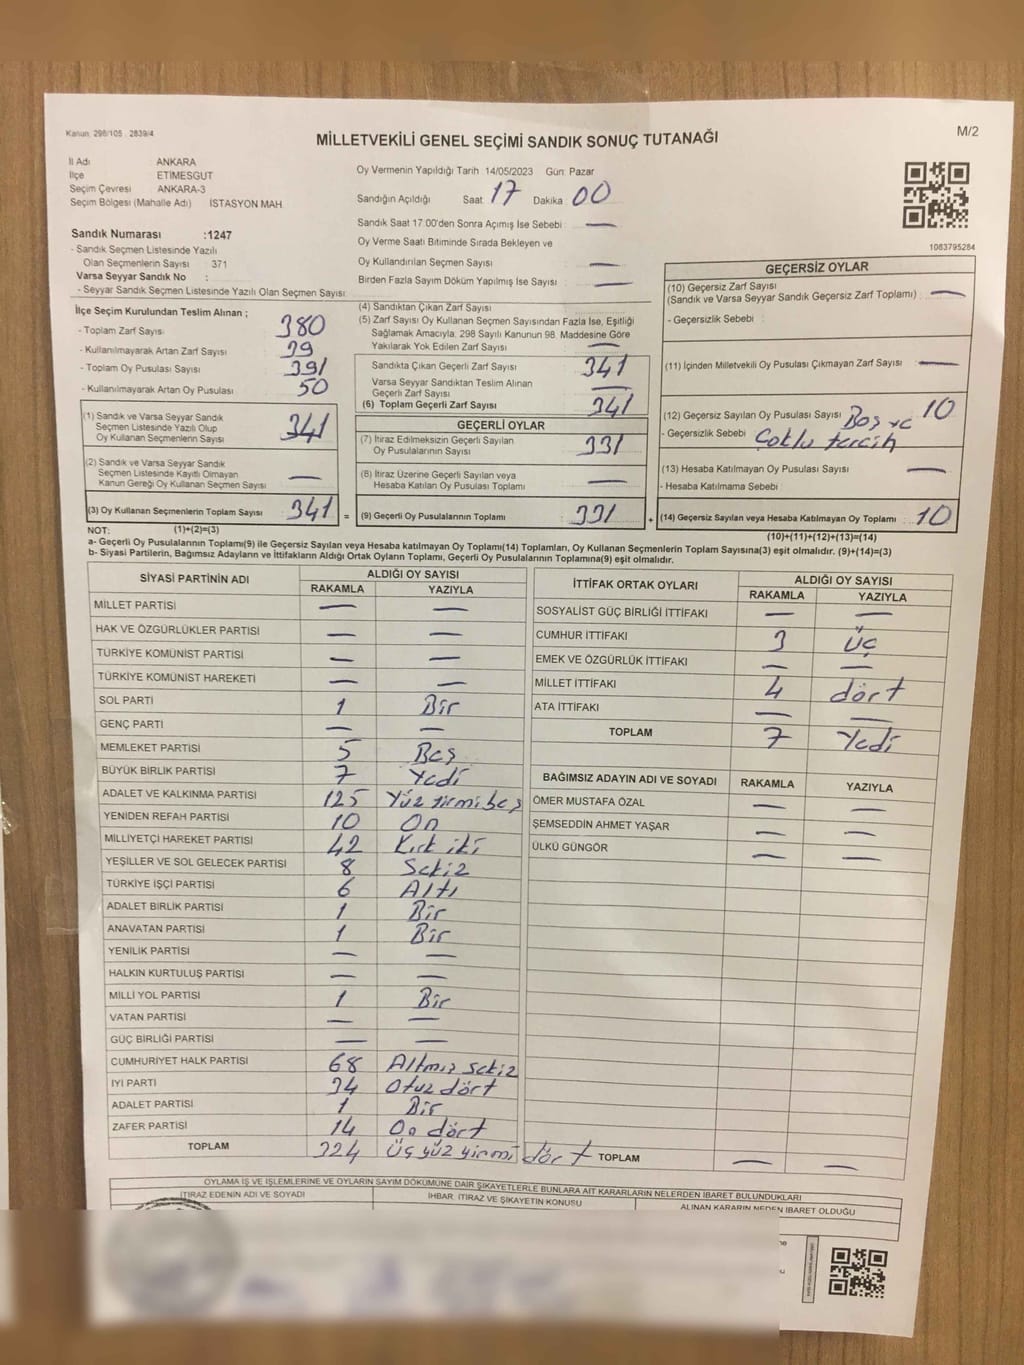 Kanun: 298/105 , 2839/4
M/2
MİLLETVEKİLİ GENEL SEÇİMİ SANDIK SONUÇ TUTANAĞI
İl Adı ANKARA
İlçe ETİMESGUT
Seçim Çevresi ANKARA-3
Seçim Bölgesi (Mahalle Adı) İSTASYON MAH
Oy Vermenin Yapıldığı Tarih 14/05/2023 Gün: Pazar
Sandığın Açıldığı Saat 17 Dakika 00
Sandık Saat 17:00'den Sonra Açımış İse Sebebi : —
Oy Verme Saati Bitiminde Sırada Bekleyen ve
Oy Kullandırılan Seçmen Sayısı —
Birden Fazla Sayım Döküm Yapılmış İse Sayısı : —
1083795284
Sandık Numarası :1247
- Sandık Seçmen Listesinde Yazılı
Olan Seçmenlerin Sayısı : 371
Varsa Seyyar Sandık No :
- Seyyar Sandık Seçmen Listesinde Yazılı Olan Seçmen Sayısı:
İlçe Seçim Kurulundan Teslim Alınan ;
- Toplam Zarf Sayısı 380
- Kullanılmayarak Artan Zarf Sayısı 39
- Toplam Oy Pusulası Sayısı 391
- Kullanılmayarak Artan Oy Pusulası : 50
(1) Sandık ve Varsa Seyyar Sandık
Seçmen Listesinde Yazılı Olup
Oy Kullanan Seçmenlerin Sayısı 341
(2) Sandık ve Varsa Seyyar Sandık
Seçmen Listesinde Kayıtlı Olmayan
Kanun Gereği Oy Kullanan Seçmen Sayısı —
(3) Oy Kullanan Seçmenlerin Toplam Sayısı 341 =
(4) Sandıktan Çıkan Zarf Sayısı
(5) Zarf Sayısı Oy Kullanan Seçmen Sayısından Fazla İse, Eşitliği
Sağlamak Amacıyla, 298 Sayılı Kanunun 98. Maddesine Göre
Yakılarak Yok Edilen Zarf Sayısı —
Sandıkta Çıkan Geçerli Zarf Sayısı 341
Varsa Seyyar Sandıktan Teslim Alınan
Geçerli Zarf Sayısı —
(6) Toplam Geçerli Zarf Sayısı 341
GEÇERLİ OYLAR
(7) İtiraz Edilmeksizin Geçerli Sayılan
Oy Pusulalarının Sayısı 331
(8) İtiraz Üzerine Geçerli Sayılan veya
Hesaba Katılan Oy Pusulası Toplamı —
(9) Geçerli Oy Pusulalarının Toplamı 331 +
GEÇERSİZ OYLAR
(10) Geçersiz Zarf Sayısı
(Sandık ve Varsa Seyyar Sandık Geçersiz Zarf Toplamı) : —
- Geçersizlik Sebebi :
(11) İçinden Milletvekili Oy Pusulası Çıkmayan Zarf Sayısı —
(12) Geçersiz Sayılan Oy Pusulası Sayısı 10
- Geçersizlik Sebebi : Boş ve Çoklu tercih
(13) Hesaba Katılmayan Oy Pusulası Sayısı —
- Hesaba Katılmama Sebebi :
(14) Geçersiz Sayılan veya Hesaba Katılmayan Oy Toplamı 10
NOT: (1)+(2)=(3)
(10)+(11)+(12)+(13)=(14)
a- Geçerli Oy Pusulalarının Toplamı(9) ile Geçersiz Sayılan veya Hesaba katılmayan Oy Toplamı(14) Toplamları, Oy Kullanan Seçmenlerin Toplam Sayısına(3) eşit olmalıdır. (9)+(14)=(3)
b- Siyasi Partilerin, Bağımsız Adayların ve İttifakların Aldığı Oyların Toplamı, Geçerli Oy Pusulalarının Toplamına(9) eşit olmalıdır.
SİYASİ PARTİNİN ADI ALDIĞI OY SAYISI
RAKAMLA YAZIYLA
MİLLET PARTİSİ — —
HAK VE ÖZGÜRLÜKLER PARTİSİ — —
TÜRKİYE KOMÜNİST PARTİSİ — —
TÜRKİYE KOMÜNİST HAREKETİ — —
SOL PARTİ 1 Bir
GENÇ PARTİ — —
MEMLEKET PARTİSİ 5 Beş
BÜYÜK BİRLİK PARTİSİ 7 Yedi
ADALET VE KALKINMA PARTİSİ 125 Yüz yirmi beş
YENİDEN REFAH PARTİSİ 10 On
MİLLİYETÇİ HAREKET PARTİSİ 42 Kırk iki
YEŞİLLER VE SOL GELECEK PARTİSİ 8 Sekiz
TÜRKİYE İŞÇİ PARTİSİ 6 Altı
ADALET BİRLİK PARTİSİ 1 Bir
ANAVATAN PARTİSİ 1 Bir
YENİLİK PARTİSİ — —
HALKIN KURTULUŞ PARTİSİ — —
MİLLİ YOL PARTİSİ 1 Bir
VATAN PARTİSİ — —
GÜÇ BİRLİĞİ PARTİSİ — —
CUMHURİYET HALK PARTİSİ 68 Altmış sekiz
İYİ PARTİ 34 Otuz dört
ADALET PARTİSİ 1 Bir
ZAFER PARTİSİ 14 On dört
TOPLAM 324 Üç yüz yirmi dört
İTTİFAK ORTAK OYLARI ALDIĞI OY SAYISI
RAKAMLA YAZIYLA
SOSYALİST GÜÇ BİRLİĞİ İTTİFAKI — —
CUMHUR İTTİFAKI 3 Üç
EMEK VE ÖZGÜRLÜK İTTİFAKI — —
MİLLET İTTİFAKI 4 dört
ATA İTTİFAKI — —
TOPLAM 7 Yedi
BAĞIMSIZ ADAYIN ADI VE SOYADI RAKAMLA YAZIYLA
ÖMER MUSTAFA ÖZAL — —
ŞEMSEDDİN AHMET YAŞAR — —
ÜLKÜ GÜNGÖR — —
TOPLAM — —
OYLAMA İŞ VE İŞLEMLERİNE VE OYLARIN SAYIM DÖKÜMÜNE DAİR ŞİKAYETLERLE BUNLARA AİT KARARLARIN NELERDEN İBARET BULUNDUKLARI
İTİRAZ EDENİN ADI VE SOYADI İHBAR, İTİRAZ VE ŞİKAYETİN KONUSU ALINAN KARARIN NEDEN İBARET OLDUĞU